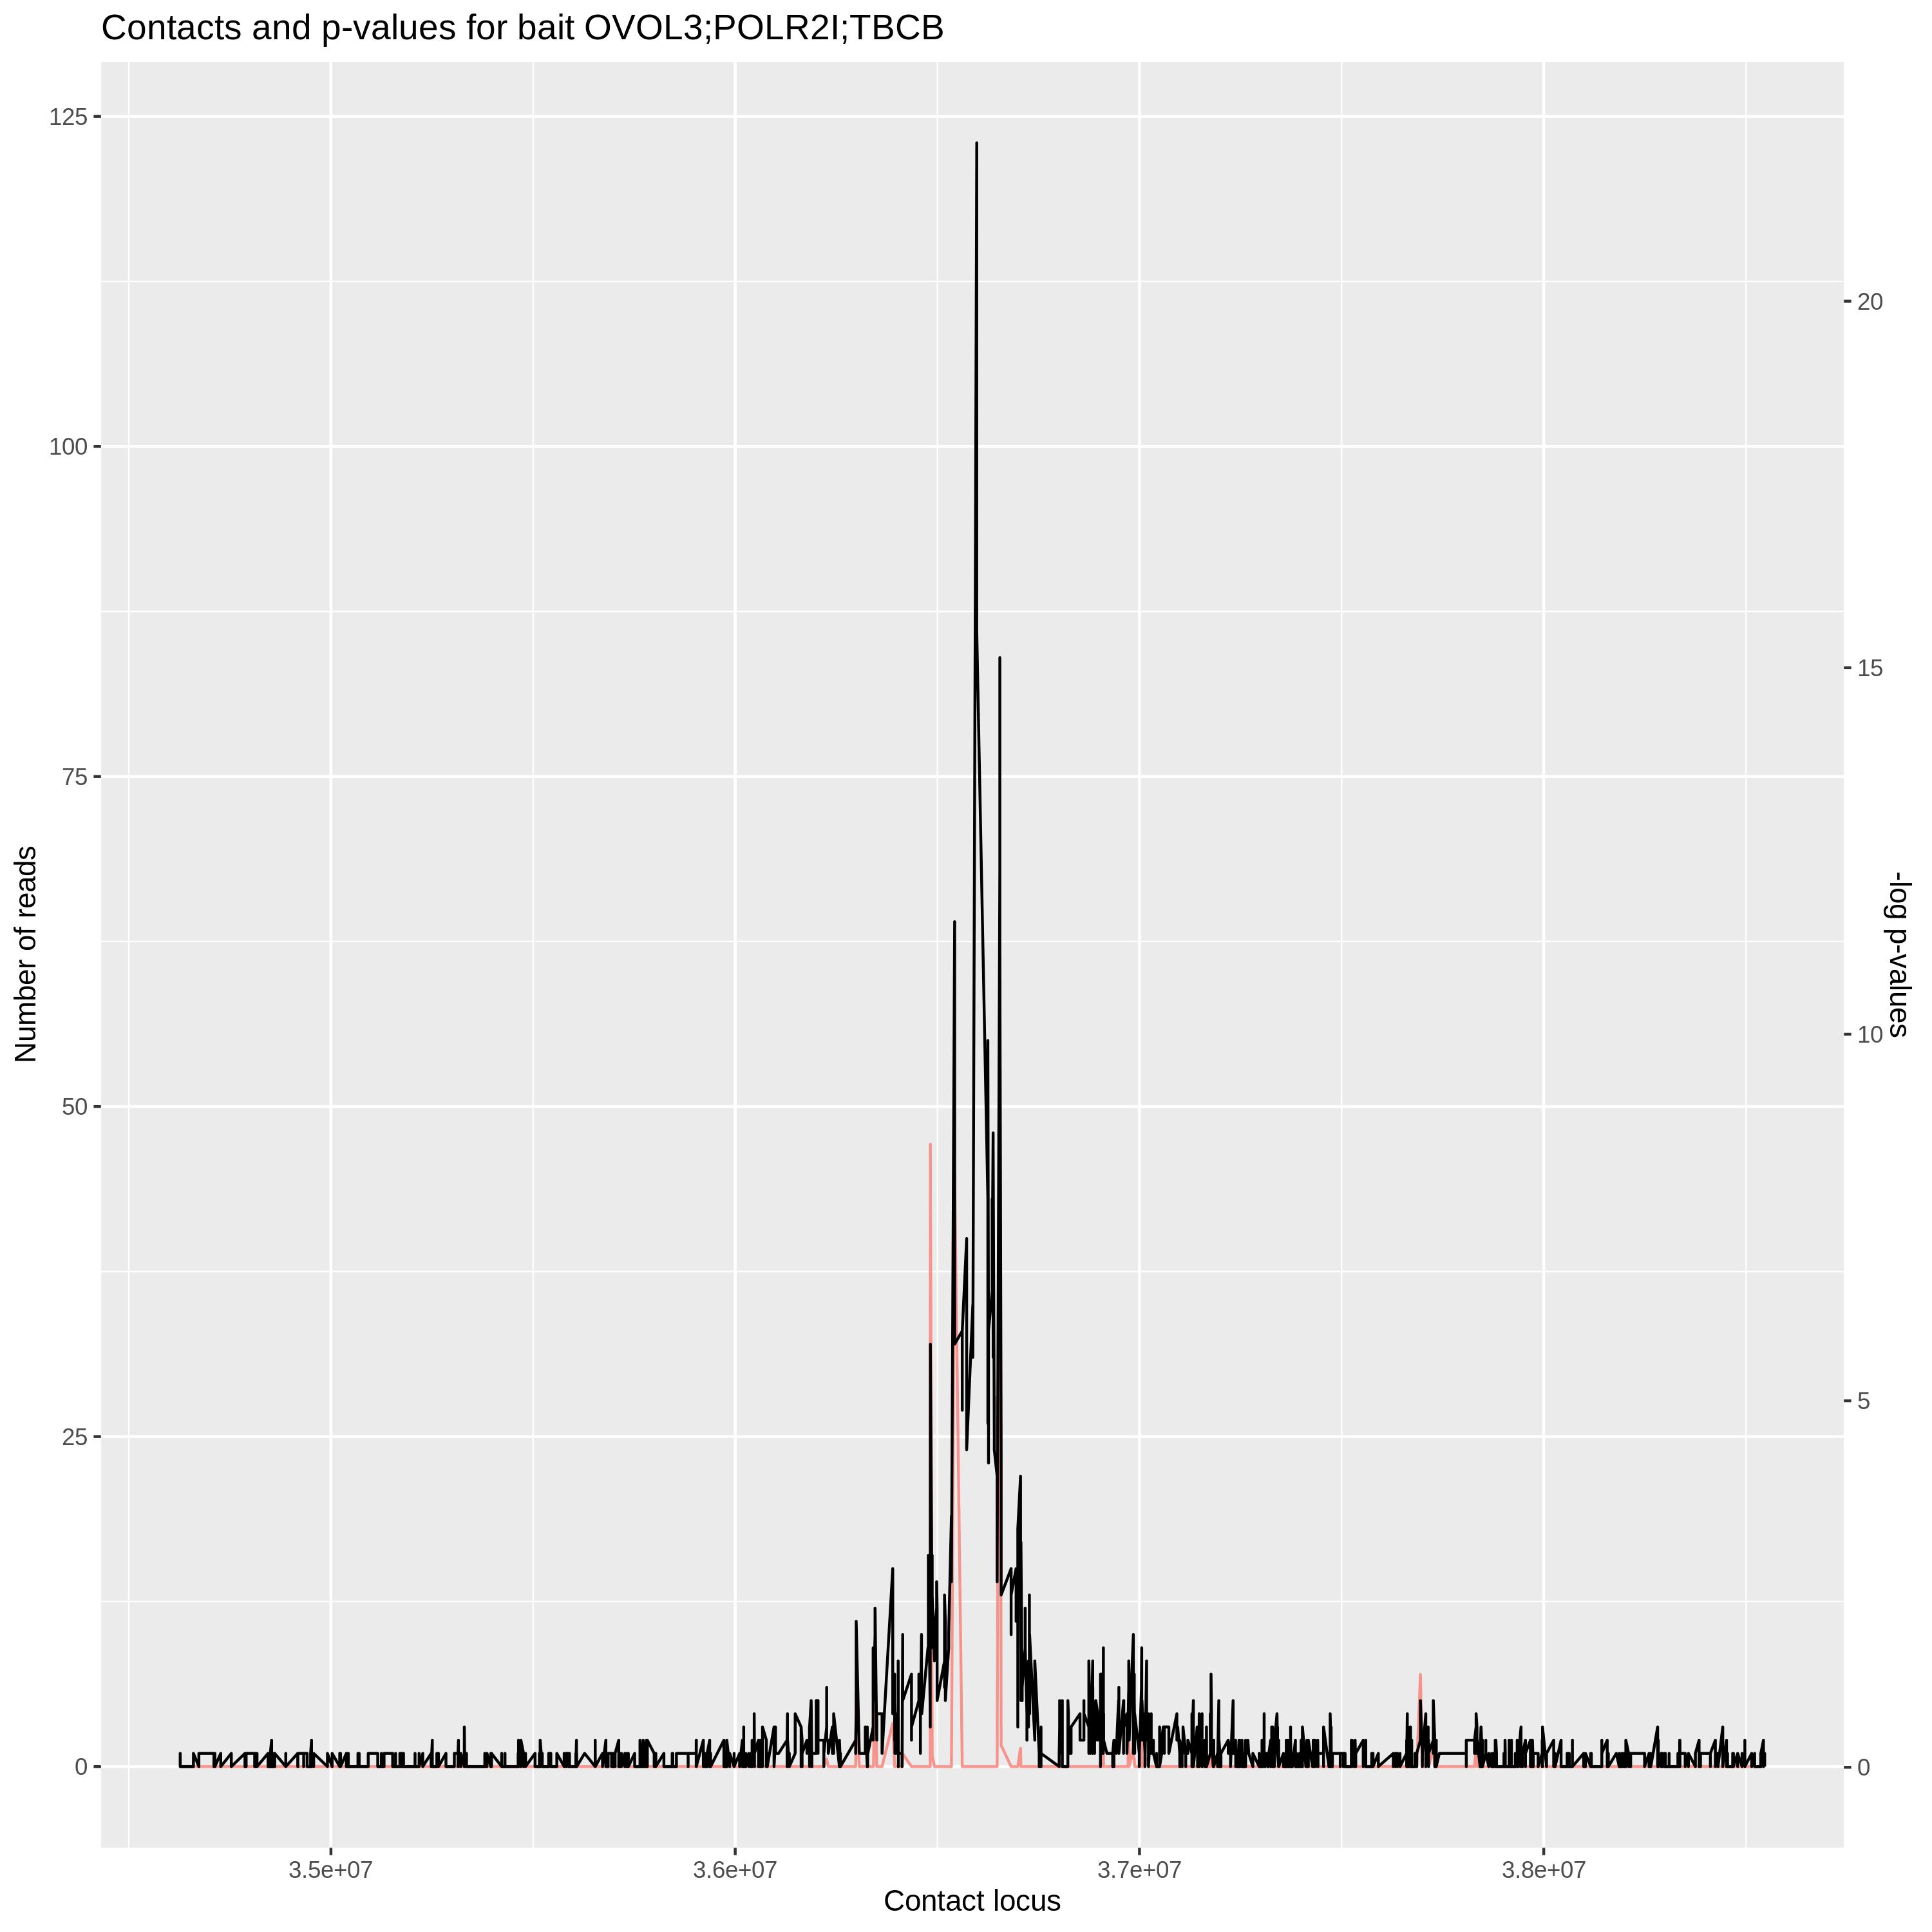 Contacts and p-values for bait OVOL3;POLR2I;TBCB
125
100
75
50
25
0
Number of reads
20
15
10
5
0
-log p-values
3.5e+07
3.6e+07
3.7e+07
3.8e+07
Contact locus